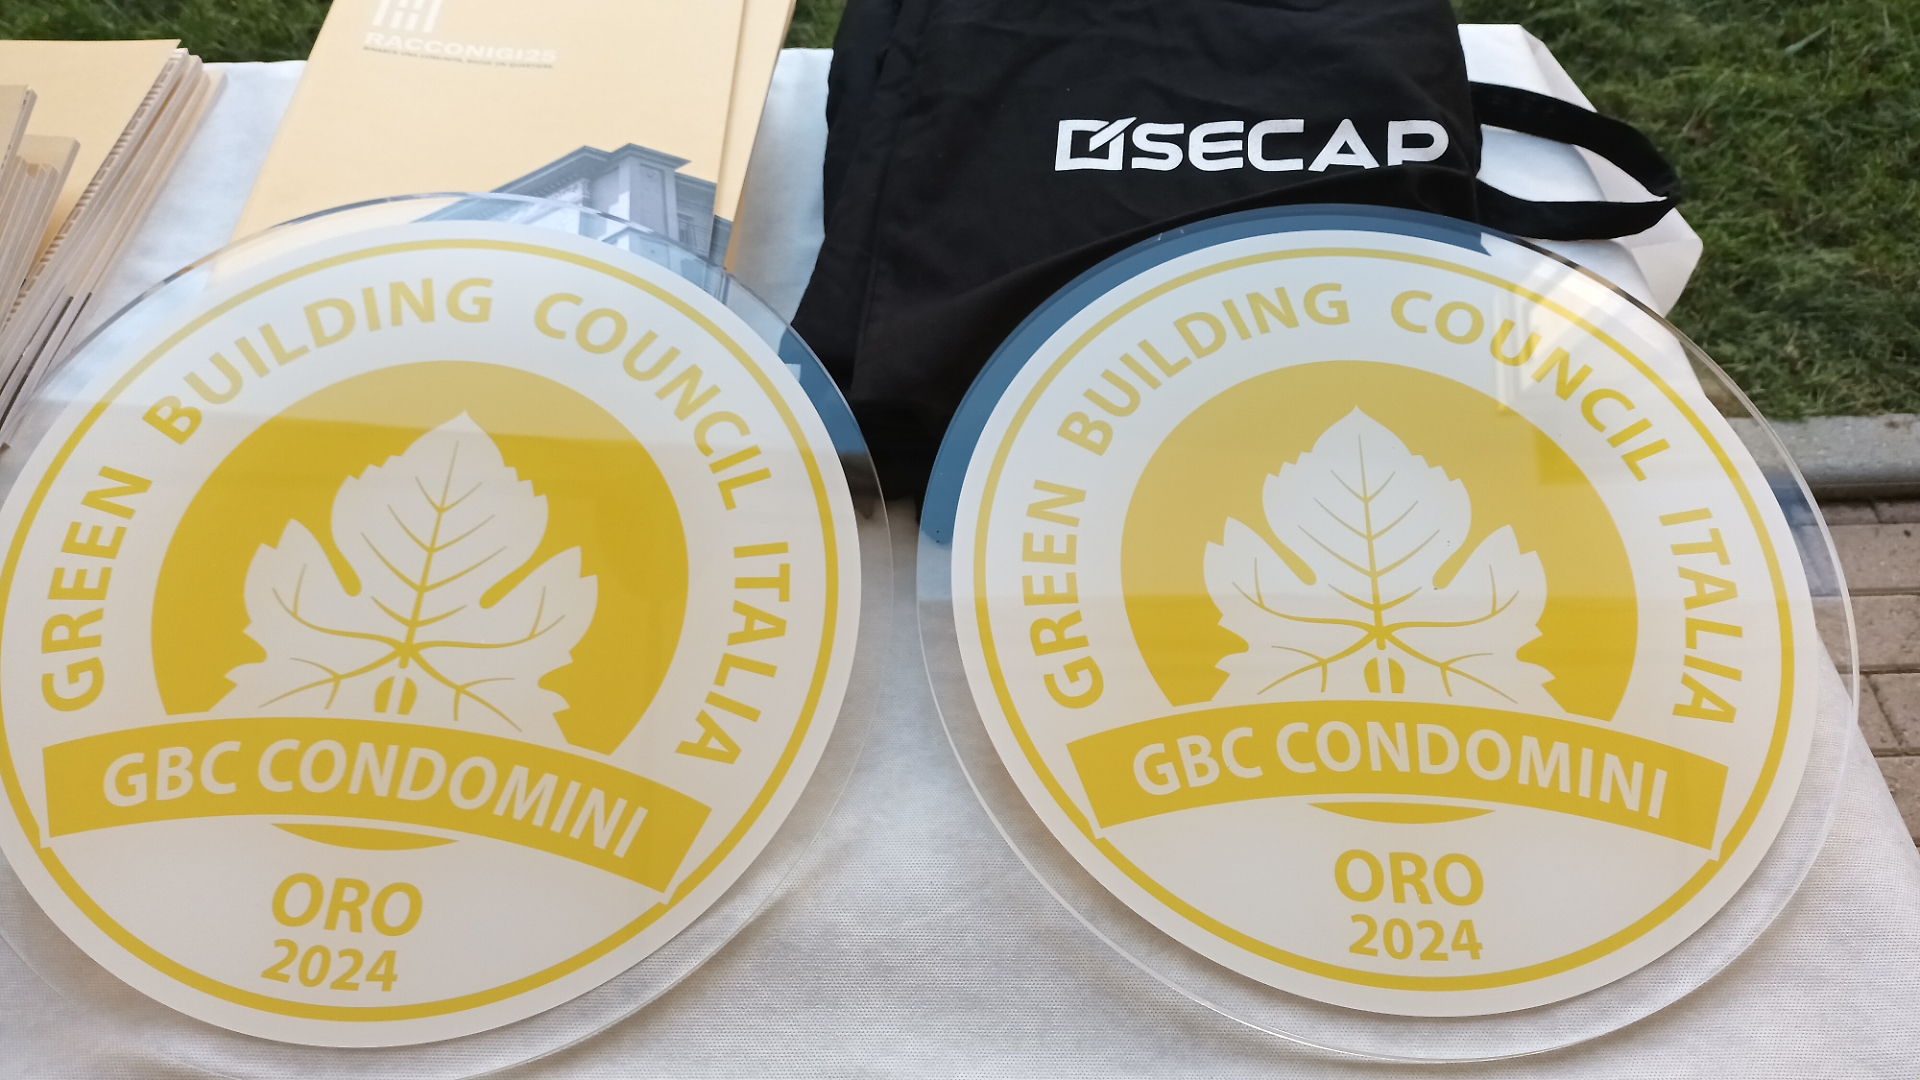 RACCONIGI25
SECAP
GREEN BUILDING COUNCIL ITALIA
GBC CONDOMINI
ORO
2024
GREEN BUILDING COUNCIL ITALIA
GBC CONDOMINI
ORO
2024